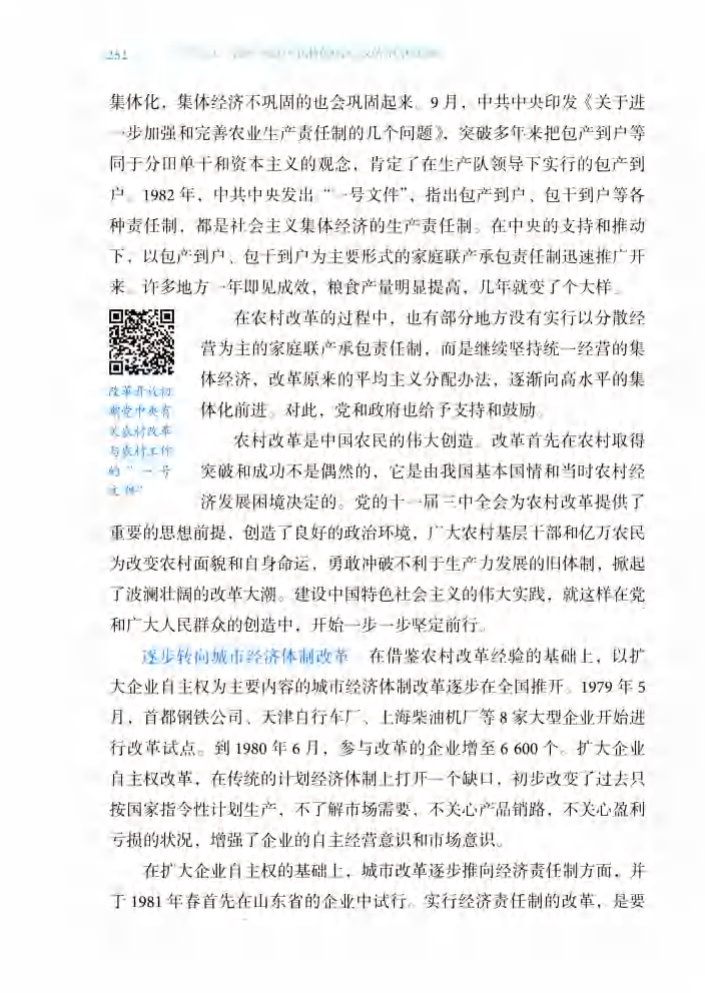 252
集体化，集体经济不巩固的也会巩固起来。9 月，中共中央印发《关于进
一步加强和完善农业生产责任制的几个问题》，突破多年来把包产到户等
同于分田单干和资本主义的观念，肯定了在生产队领导下实行的包产到
户。1982 年，中共中央发出“一号文件”，指出包产到户、包干到户等各
种责任制，都是社会主义集体经济的生产责任制。在中央的支持和推动
下，以包产到户、包干到户为主要形式的家庭联产承包责任制迅速推广开
来。许多地方一年即见成效，粮食产量明显提高，几年就变了个大样。
在农村改革的过程中，也有部分地方没有实行以分散经
营为主的家庭联产承包责任制，而是继续坚持统一经营的集
体经济，改革原来的平均主义分配办法，逐渐向高水平的集
体化前进。对此，党和政府也给予支持和鼓励。
改革开放初
期党中央有
关农村改革
与农村工作
的“一号
文件”
农村改革是中国农民的伟大创造。改革首先在农村取得
突破和成功不是偶然的，它是由我国基本国情和当时农村经
济发展困境决定的。党的十一届三中全会为农村改革提供了
重要的思想前提，创造了良好的政治环境，广大农村基层干部和亿万农民
为改变农村面貌和自身命运，勇敢冲破不利于生产力发展的旧体制，掀起
了波澜壮阔的改革大潮。建设中国特色社会主义的伟大实践，就这样在党
和广大人民群众的创造中，开始一步一步坚定前行。
逐步转向城市经济体制改革 在借鉴农村改革经验的基础上，以扩
大企业自主权为主要内容的城市经济体制改革逐步在全国推开。1979 年 5
月，首都钢铁公司、天津自行车厂、上海柴油机厂等 8 家大型企业开始进
行改革试点。到 1980 年 6 月，参与改革的企业增至 6 600 个。扩大企业
自主权改革，在传统的计划经济体制上打开一个缺口，初步改变了过去只
按国家指令性计划生产，不了解市场需要，不关心产品销路，不关心盈利
亏损的状况，增强了企业的自主经营意识和市场意识。
在扩大企业自主权的基础上，城市改革逐步推向经济责任制方面，并
于 1981 年春首先在山东省的企业中试行。实行经济责任制的改革，是要